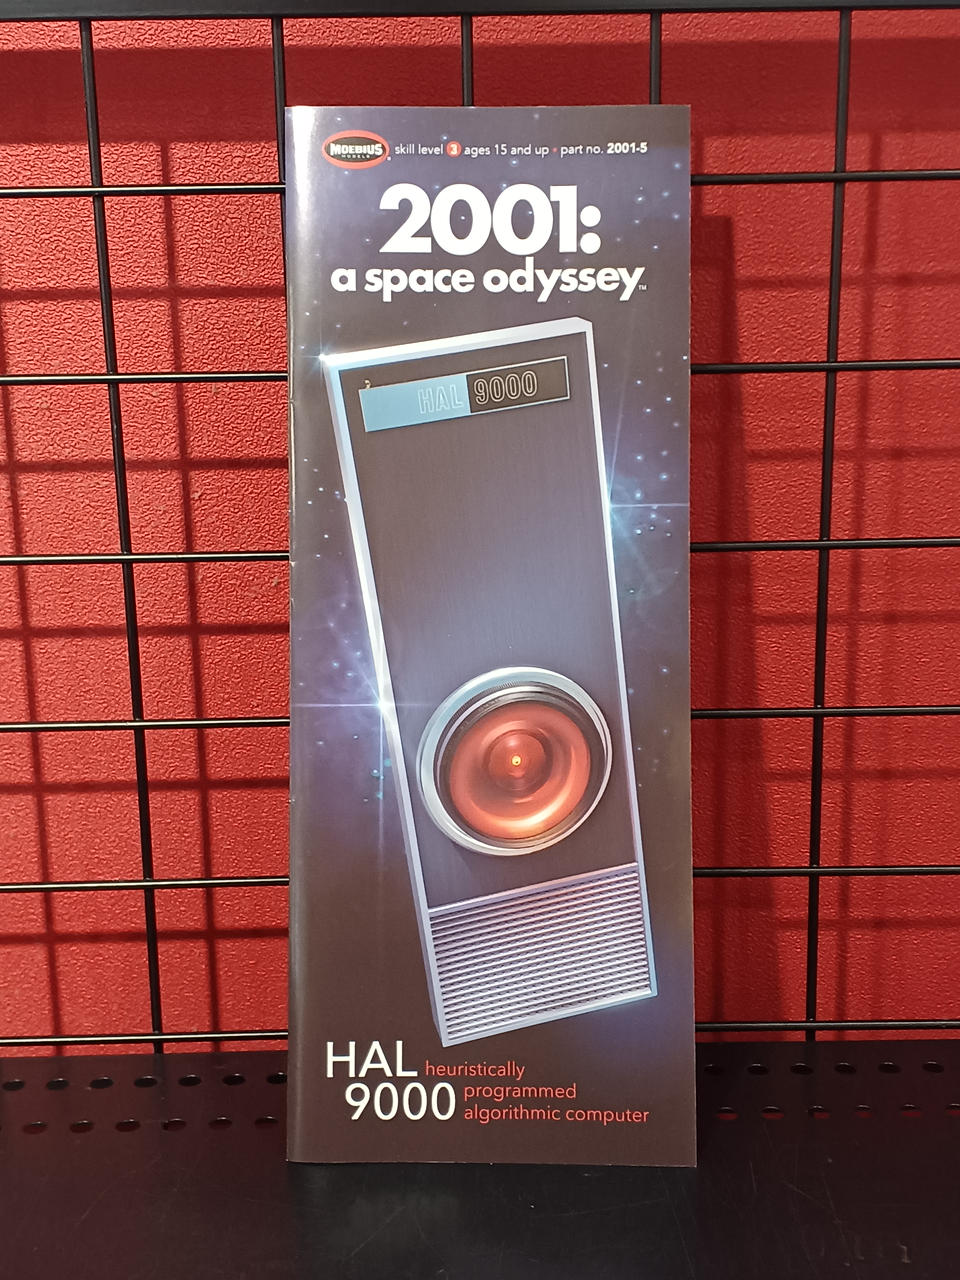 MOEBIUS
MODELS
skill level 3 ages 15 and up • part no. 2001-5
2001:
a space odyssey™
HAL 9000
HAL heuristically
9000 programmed
algorithmic computer